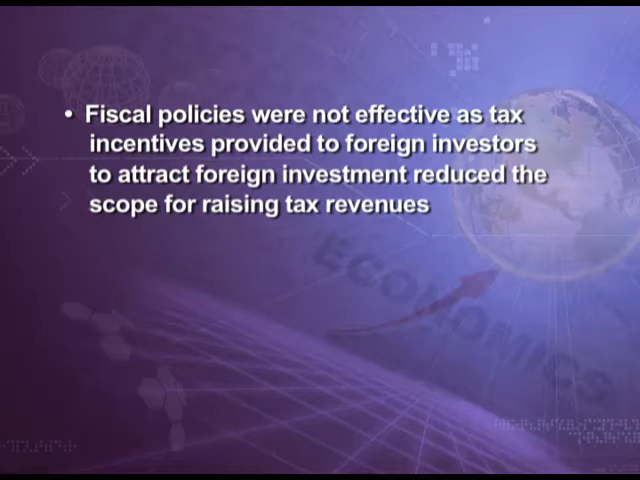 • Fiscal policies were not effective as tax
incentives provided to foreign investors
to attract foreign investment reduced the
scope for raising tax revenues
ECONOMICS